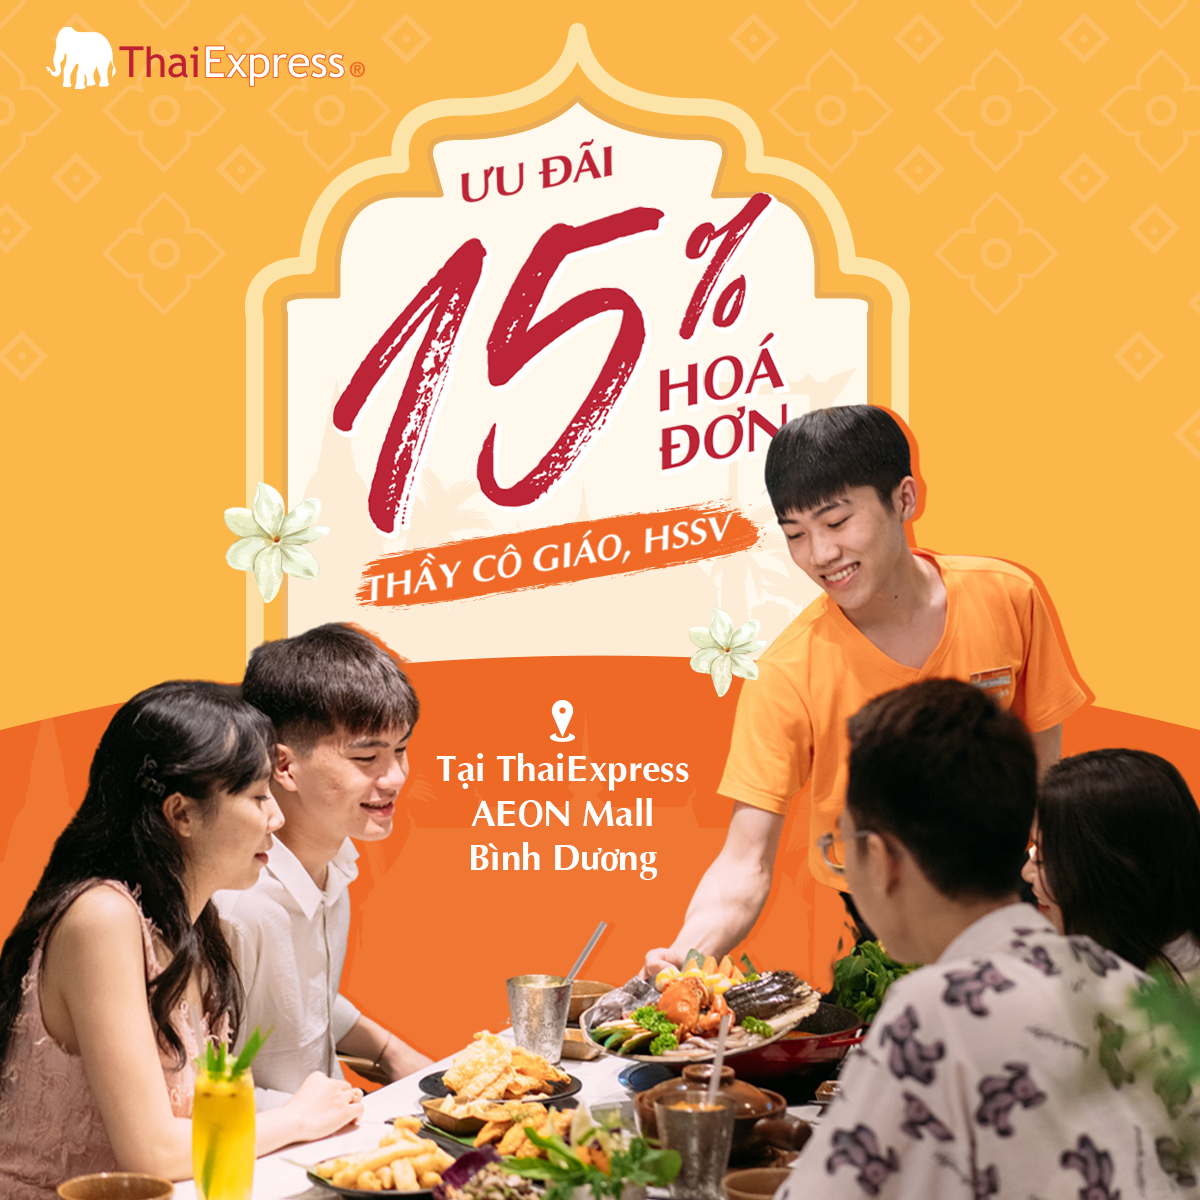 ThaiExpress®
ƯU ĐÃI
15%
HOÁ
ĐƠN
THẦY CÔ GIÁO, HSSV
Tại ThaiExpress
AEON Mall
Bình Dương